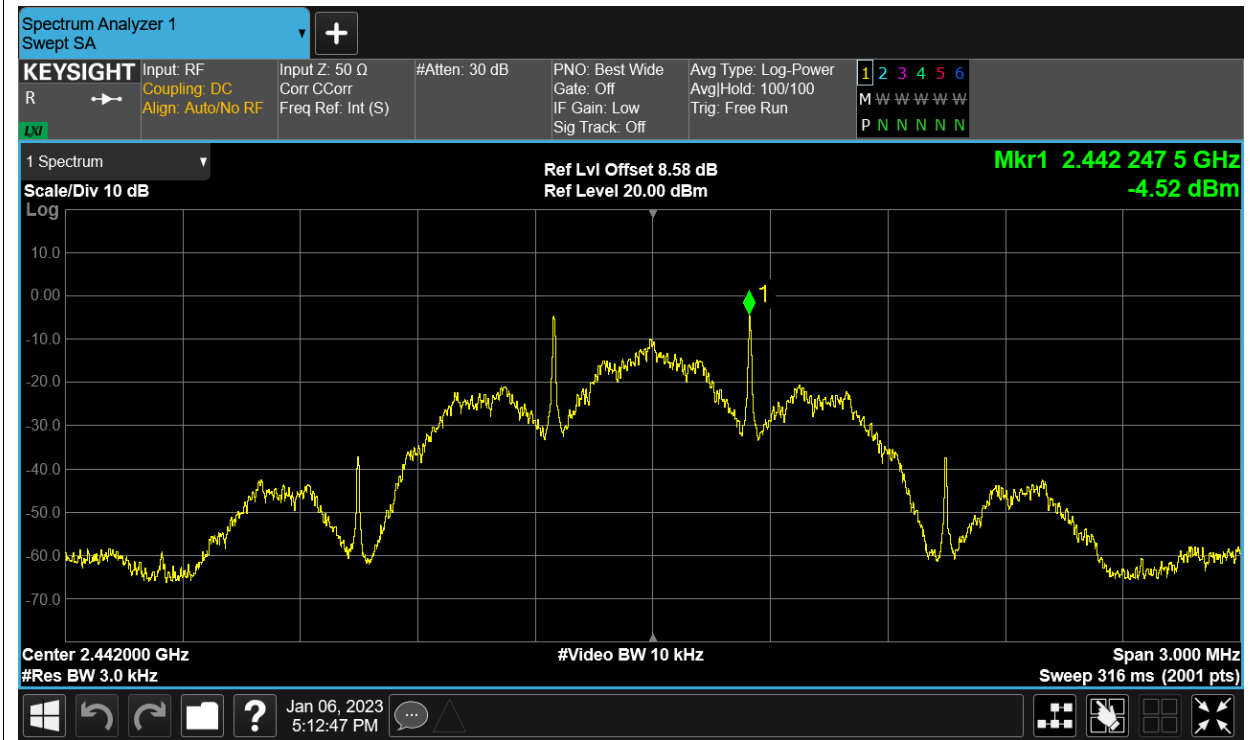 Spectrum Analyzer 1
Swept SA
KEYSIGHT
R
LXI
Input: RF
Coupling: DC
Align: Auto/No RF
Input Z: 50 Ω
Corr CCorr
Freq Ref: Int (S)
#Atten: 30 dB
PNO: Best Wide
Gate: Off
IF Gain: Low
Sig Track: Off
Avg Type: Log-Power
Avg|Hold: 100/100
Trig: Free Run
1 2 3 4 5 6
M W W W W W W
P N N N N N N
1 Spectrum
Scale/Div 10 dB
Log
Ref Lvl Offset 8.58 dB
Ref Level 20.00 dBm
Mkr1 2.442 247 5 GHz
-4.52 dBm
10.0
0.00
-10.0
-20.0
-30.0
-40.0
-50.0
-60.0
-70.0
1
Center 2.442000 GHz
#Res BW 3.0 kHz
#Video BW 10 kHz
Span 3.000 MHz
Sweep 316 ms (2001 pts)
?
Jan 06, 2023
5:12:47 PM